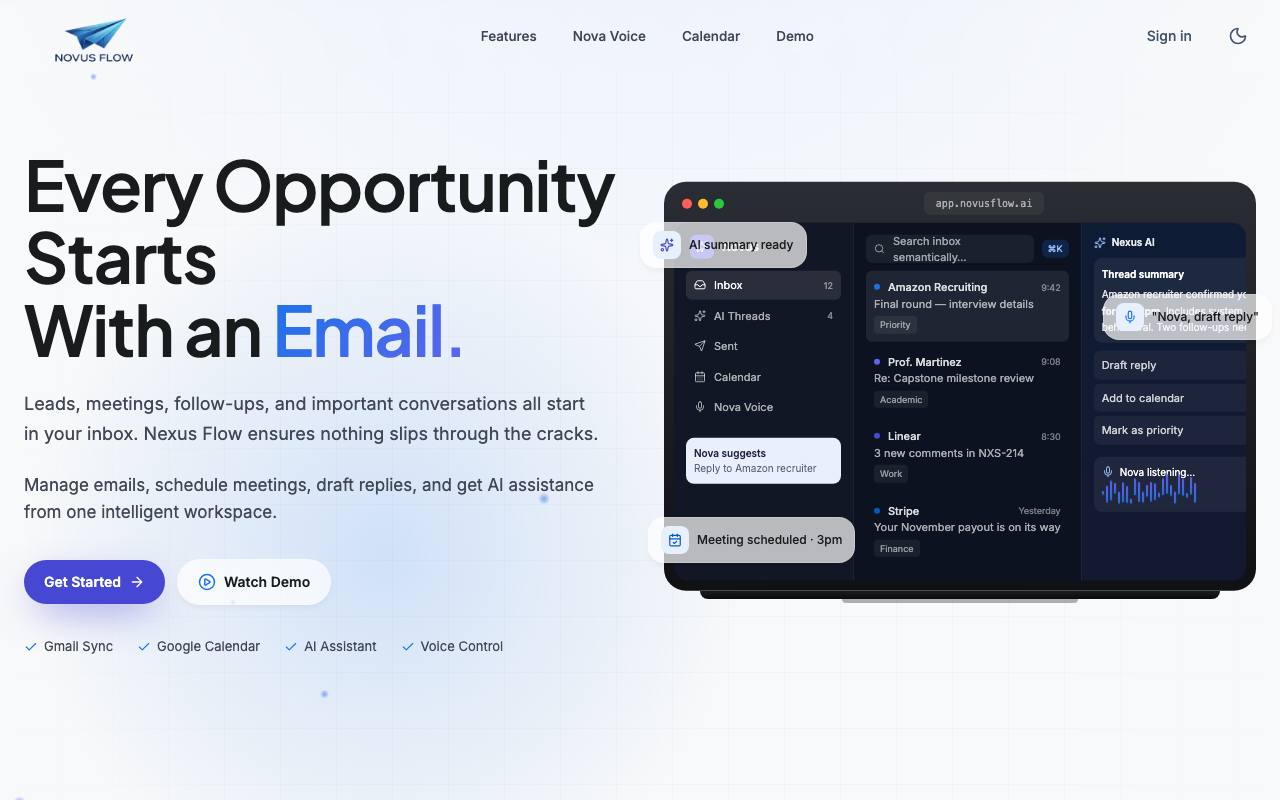 NOVUS FLOW
Features
Nova Voice
Calendar
Demo
Sign in
Every Opportunity
Starts
With an Email.
Leads, meetings, follow-ups, and important conversations all start
in your inbox. Nexus Flow ensures nothing slips through the cracks.
Manage emails, schedule meetings, draft replies, and get AI assistance
from one intelligent workspace.
Get Started
Watch Demo
Gmail Sync
Google Calendar
AI Assistant
Voice Control
app.novusflow.ai
AI summary ready
Inbox 12
AI Threads 4
Sent
Calendar
Nova Voice
Nova suggests
Reply to Amazon recruiter
Meeting scheduled · 3pm
Search inbox
semantically...
⌘K
Amazon Recruiting 9:42
Final round — interview details
Priority
Prof. Martinez 9:08
Re: Capstone milestone review
Academic
Linear 8:30
3 new comments in NXS-214
Work
Stripe Yesterday
Your November payout is on its way
Finance
Nexus AI
Thread summary
Amazon recruiter confirmed
"Nova, draft reply"
Two follow-ups
Draft reply
Add to calendar
Mark as priority
Nova listening...